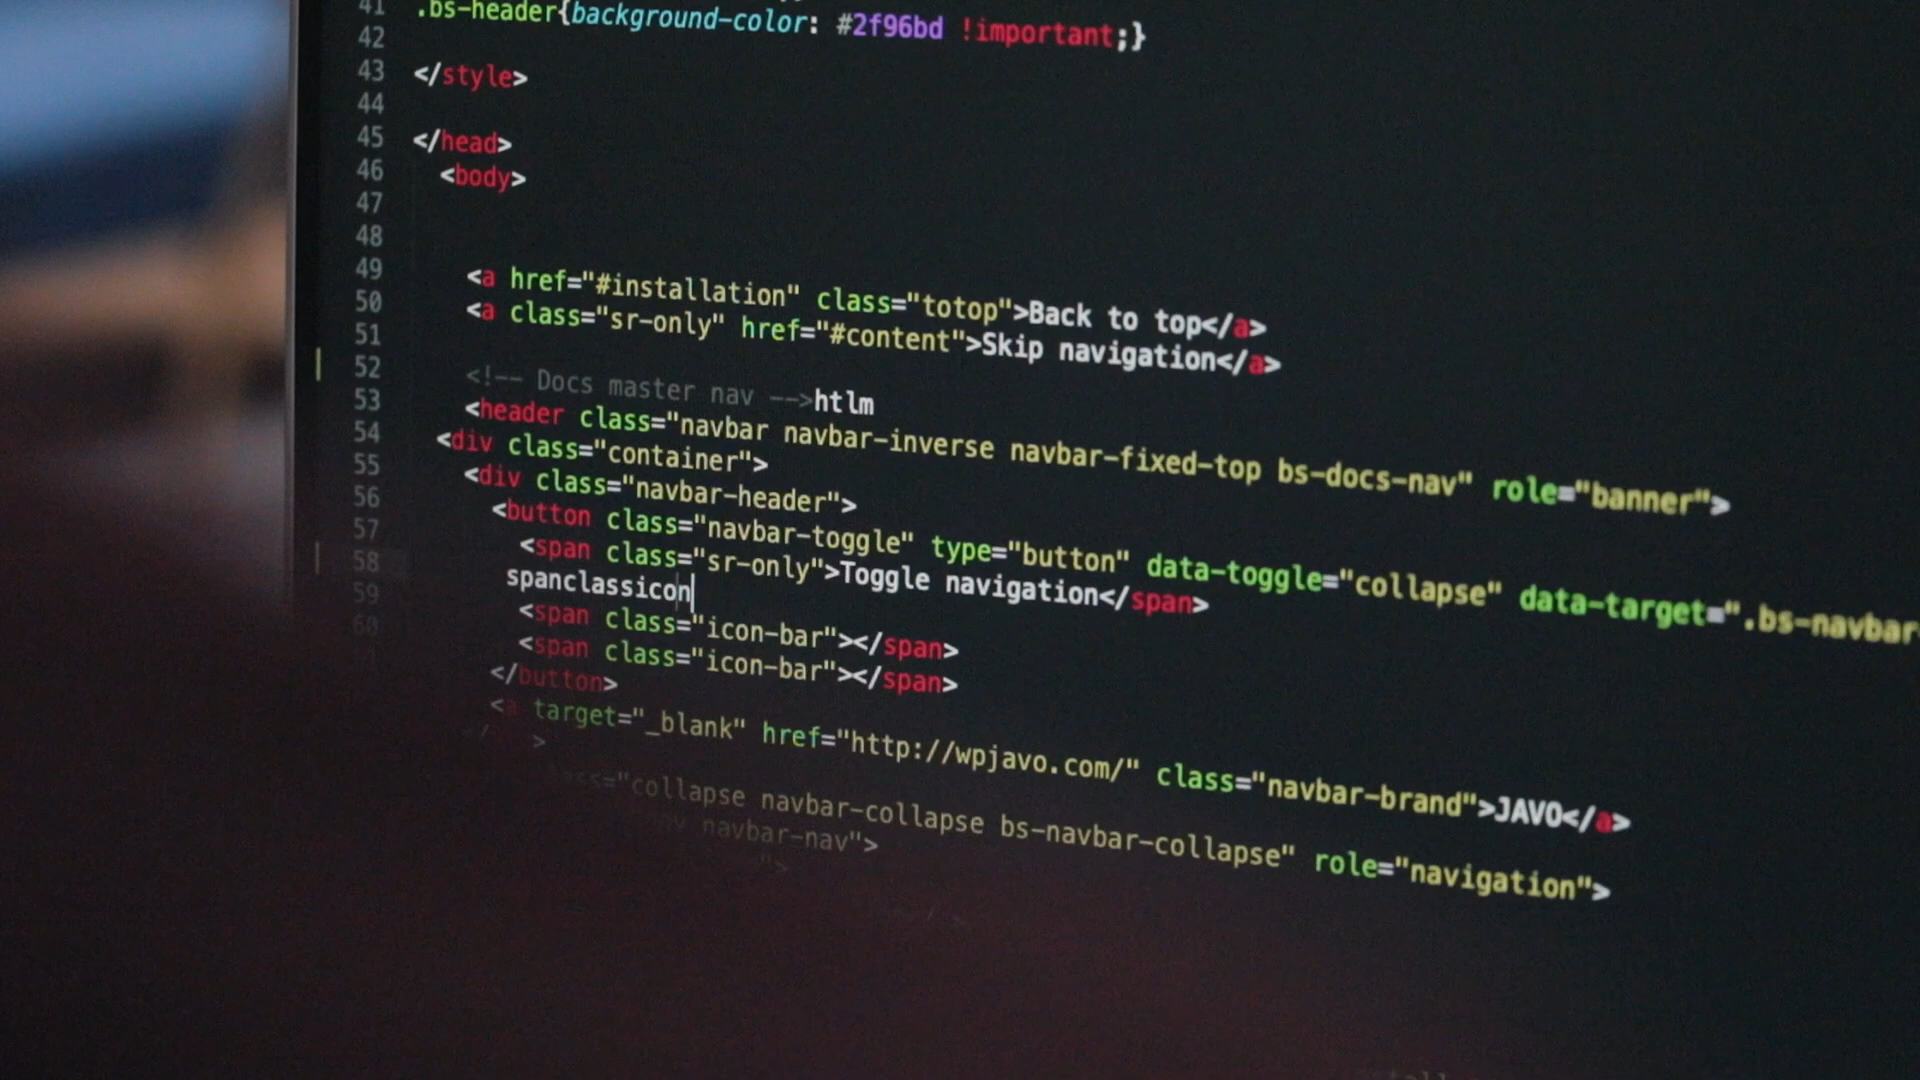 41 .bs-header{background-color: #2f96bd !important;}
42
43 </style>
44
45 </head>
46 <body>
47
48
49 <a href="#installation" class="totop">Back to top</a>
50 <a class="sr-only" href="#content">Skip navigation</a>
51
52 <!-- Docs master nav -->htlm
53 <header class="navbar navbar-inverse navbar-fixed-top bs-docs-nav" role="banner">
54 <div class="container">
55 <div class="navbar-header">
56 <button class="navbar-toggle" type="button" data-toggle="collapse" data-target=".bs-navbar-
57 <span class="sr-only">Toggle navigation</span>
58 spanclassicon
59 <span class="icon-bar"></span>
60 <span class="icon-bar"></span>
</button>
<a target="_blank" href="http://wpjavo.com/" class="navbar-brand">JAVO</a>
>
="collapse navbar-collapse bs-navbar-collapse" role="navigation">
navbar-nav">
">